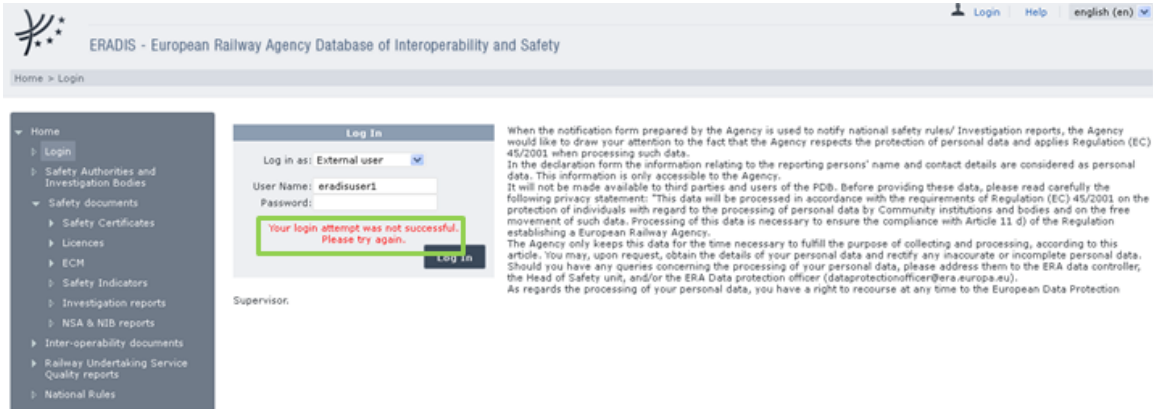 Login Help english (en)
ERADIS - European Railway Agency Database of Interoperability and Safety
Home > Login
Home
Login
Safety Authorities and
Investigation Bodies
Safety documents
Safety Certificates
Licences
ECM
Safety Indicators
Investigation reports
NSA & NIB reports
Inter-operability documents
Railway Undertaking Service
Quality reports
National Rules
Log In
Log in as: External user
User Name: eradisuser1
Password:
Your login attempt was not successful.
Please try again.
Log In
When the notification form prepared by the Agency is used to notify national safety rules/ Investigation reports, the Agency
would like to draw your attention to the fact that the Agency respects the protection of personal data and applies Regulation (EC)
45/2001 when processing such data.
In the declaration form the information relating to the reporting persons' name and contact details are considered as personal
data. This information is only accessible to the Agency.
It will not be made available to third parties and users of the PDB. Before providing these data, please read carefully the
following privacy statement: "This data will be processed in accordance with the requirements of Regulation (EC) 45/2001 on the
protection of individuals with regard to the processing of personal data by Community institutions and bodies and on the free
movement of such data. Processing of this data is necessary to ensure the compliance with Article 11 d) of the Regulation
establishing a European Railway Agency.
The Agency only keeps this data for the time necessary to fulfill the purpose of collecting and processing, according to this
article. You may, upon request, obtain the details of your personal data and rectify any inaccurate or incomplete personal data.
Should you have any queries concerning the processing of your personal data, please address them to the ERA data controller,
the Head of Safety unit, and/or the ERA Data protection officer (dataprotectionofficer@era.europa.eu).
As regards the processing of your personal data, you have a right to recourse at any time to the European Data Protection
Supervisor.